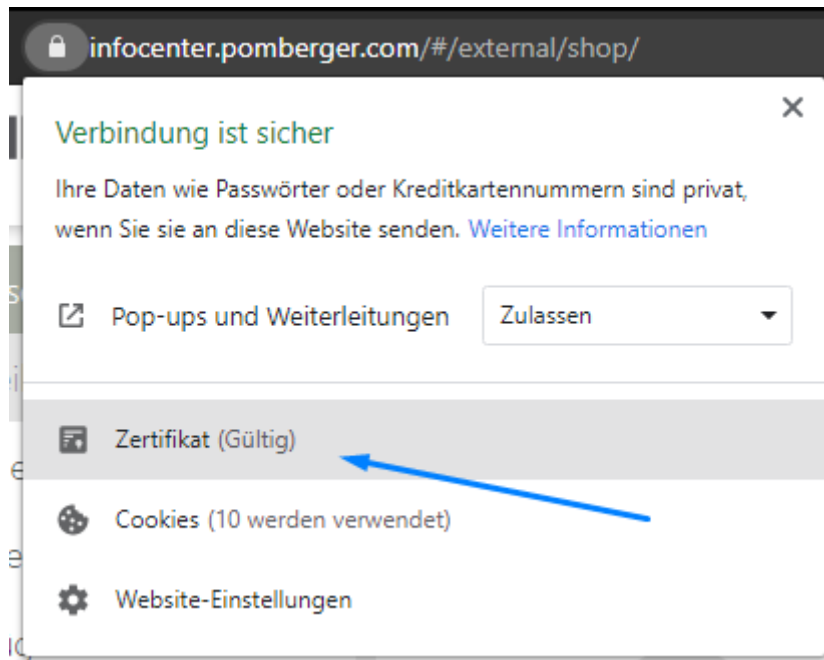 infocenter.pomberger.com/#/external/shop/
Verbindung ist sicher
Ihre Daten wie Passwörter oder Kreditkartennummern sind privat,
wenn Sie sie an diese Website senden. Weitere Informationen
Pop-ups und Weiterleitungen Zulassen
Zertifikat (Gültig)
Cookies (10 werden verwendet)
Website-Einstellungen